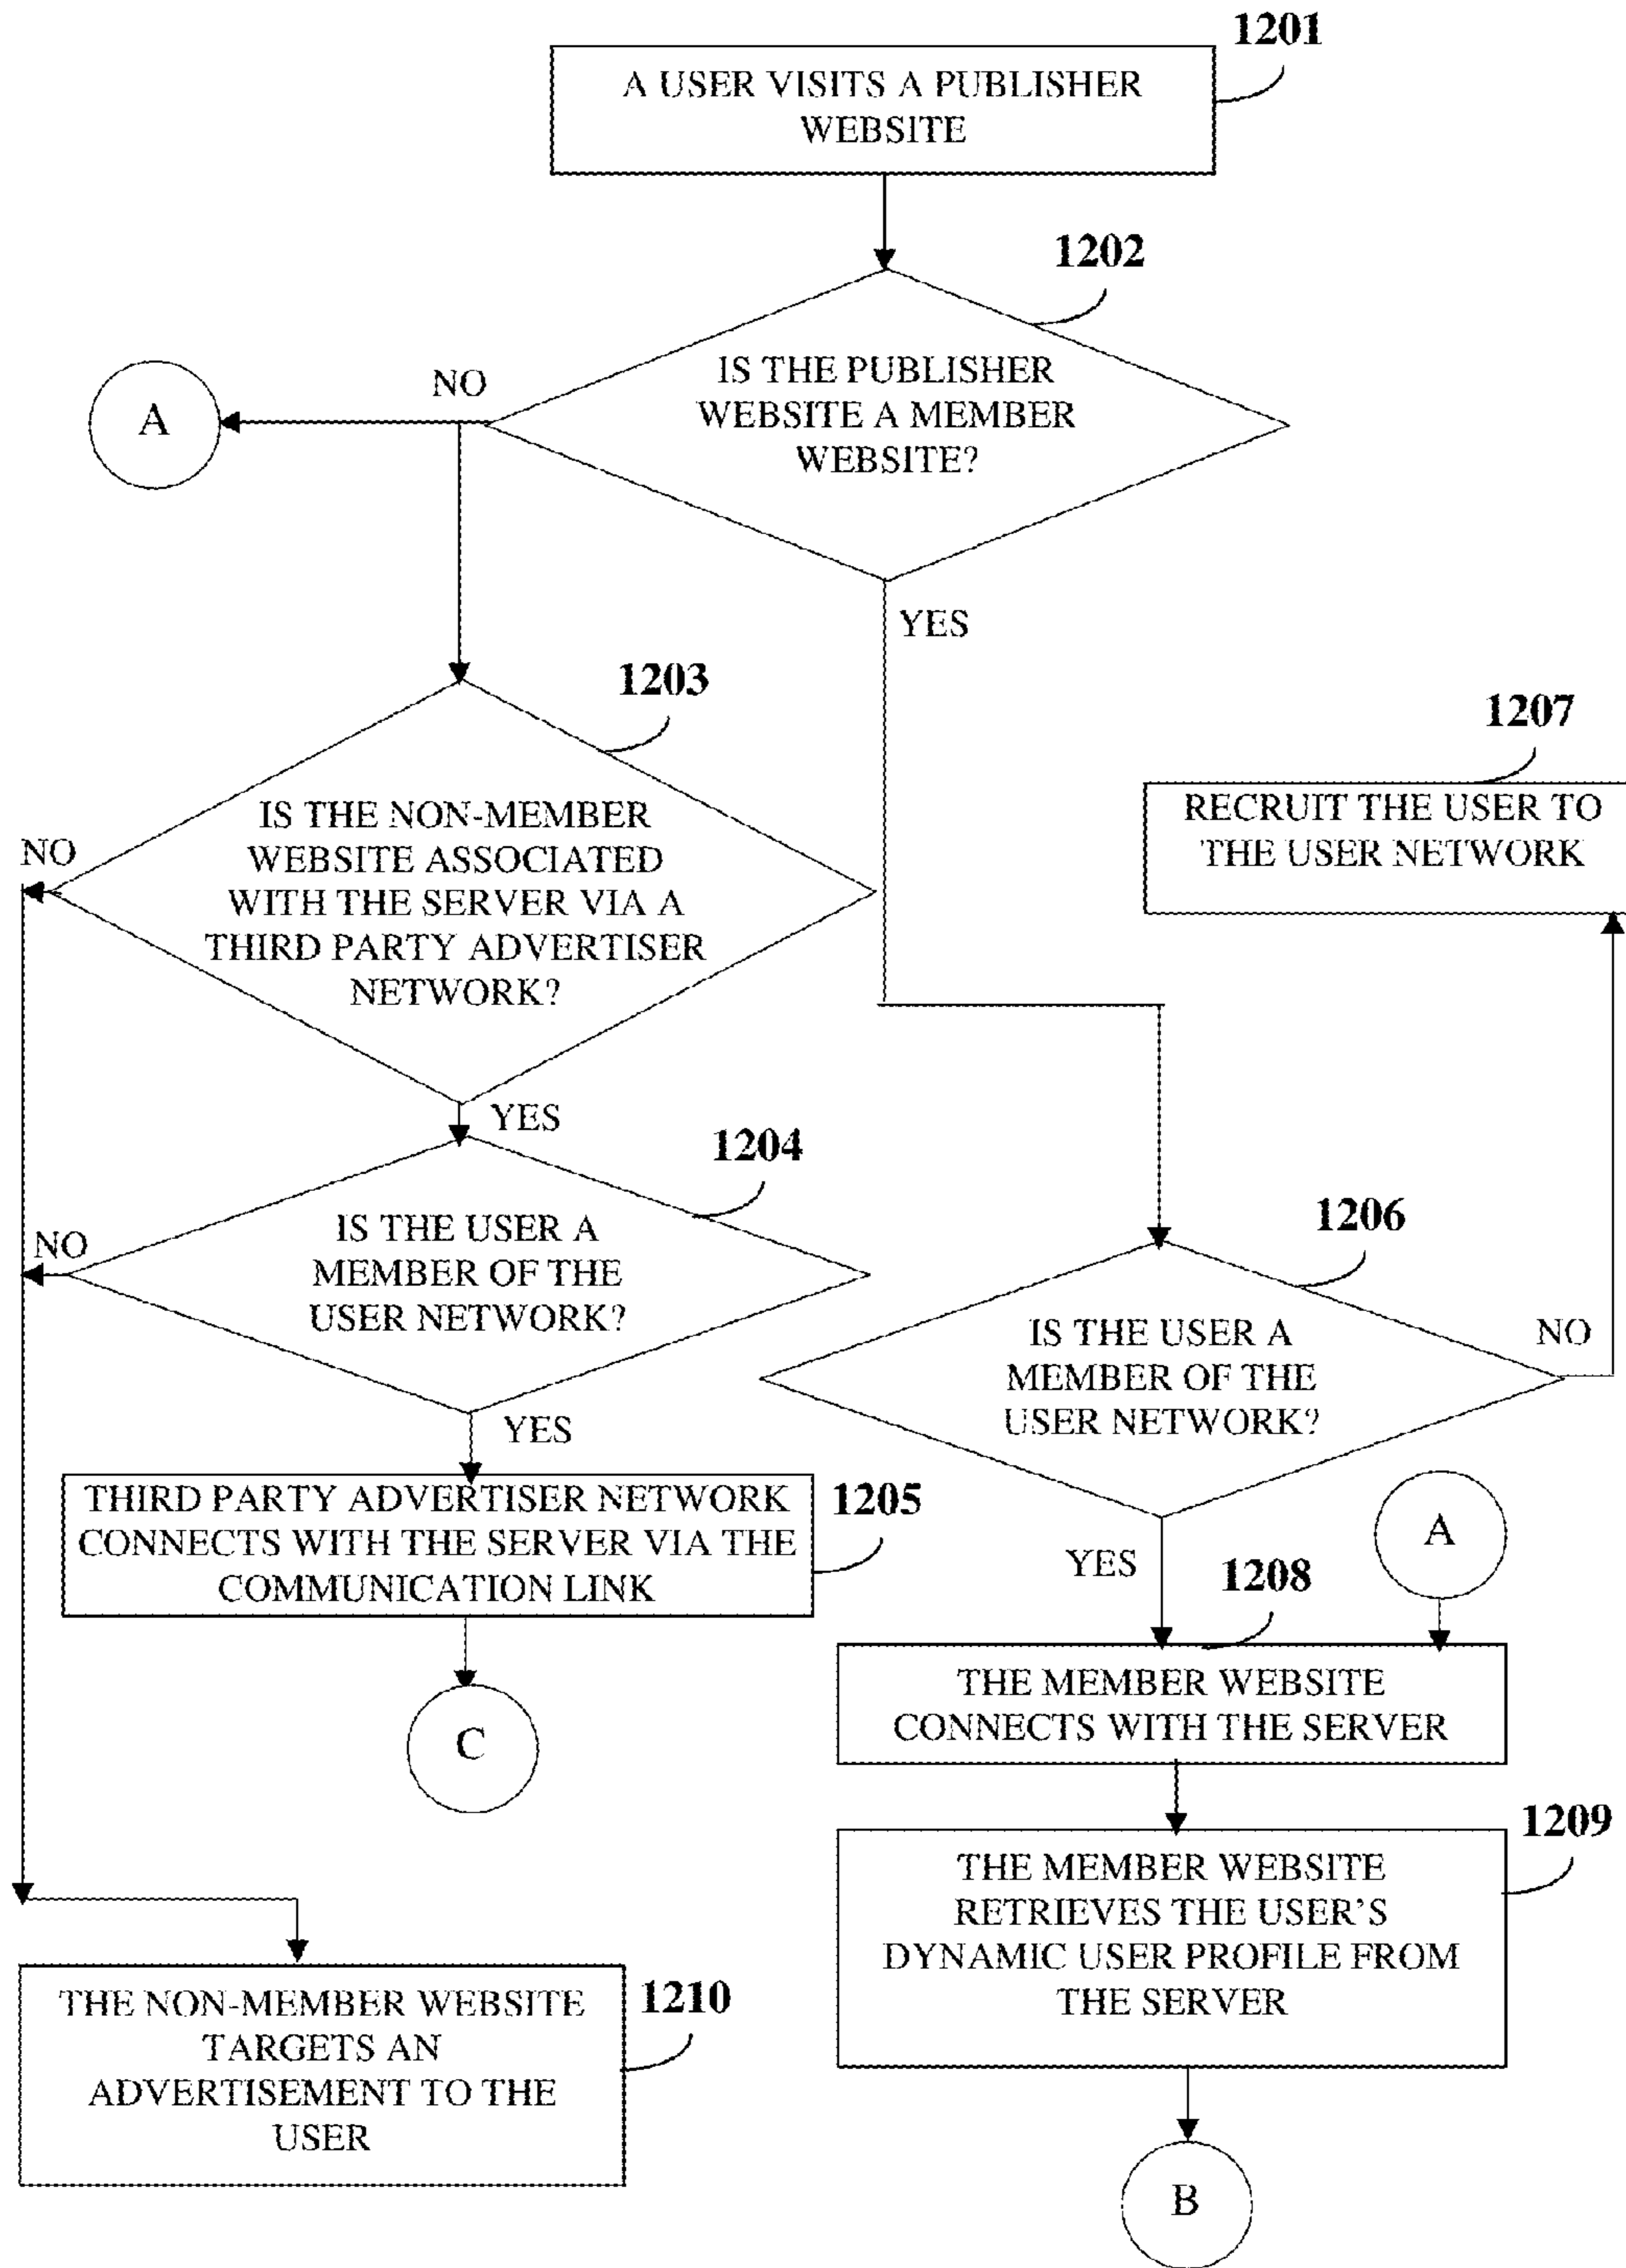 1201
A USER VISITS A PUBLISHER
WEBSITE
1202
IS THE PUBLISHER
WEBSITE A MEMBER
WEBSITE?
NO
A
YES
1203
IS THE NON-MEMBER
WEBSITE ASSOCIATED
WITH THE SERVER VIA A
THIRD PARTY ADVERTISER
NETWORK?
NO
YES
1207
RECRUIT THE USER TO
THE USER NETWORK
1204
IS THE USER A
MEMBER OF THE
USER NETWORK?
NO
YES
1206
IS THE USER A
MEMBER OF THE
USER NETWORK?
NO
YES
THIRD PARTY ADVERTISER NETWORK
CONNECTS WITH THE SERVER VIA THE
COMMUNICATION LINK
1205
C
A
1208
THE MEMBER WEBSITE
CONNECTS WITH THE SERVER
1209
THE MEMBER WEBSITE
RETRIEVES THE USER'S
DYNAMIC USER PROFILE FROM
THE SERVER
THE NON-MEMBER WEBSITE
TARGETS AN
ADVERTISEMENT TO THE
USER
1210
B